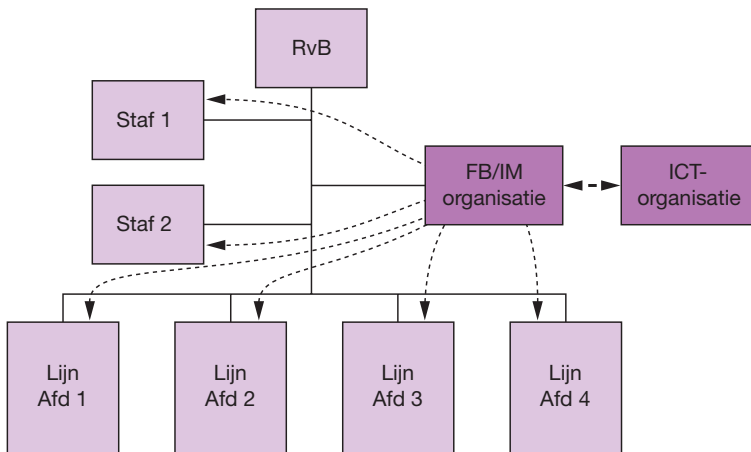 RvB
Staf 1
FB/IM
organisatie
ICT-
organisatie
Staf 2
Lijn
Afd 1
Lijn
Afd 2
Lijn
Afd 3
Lijn
Afd 4